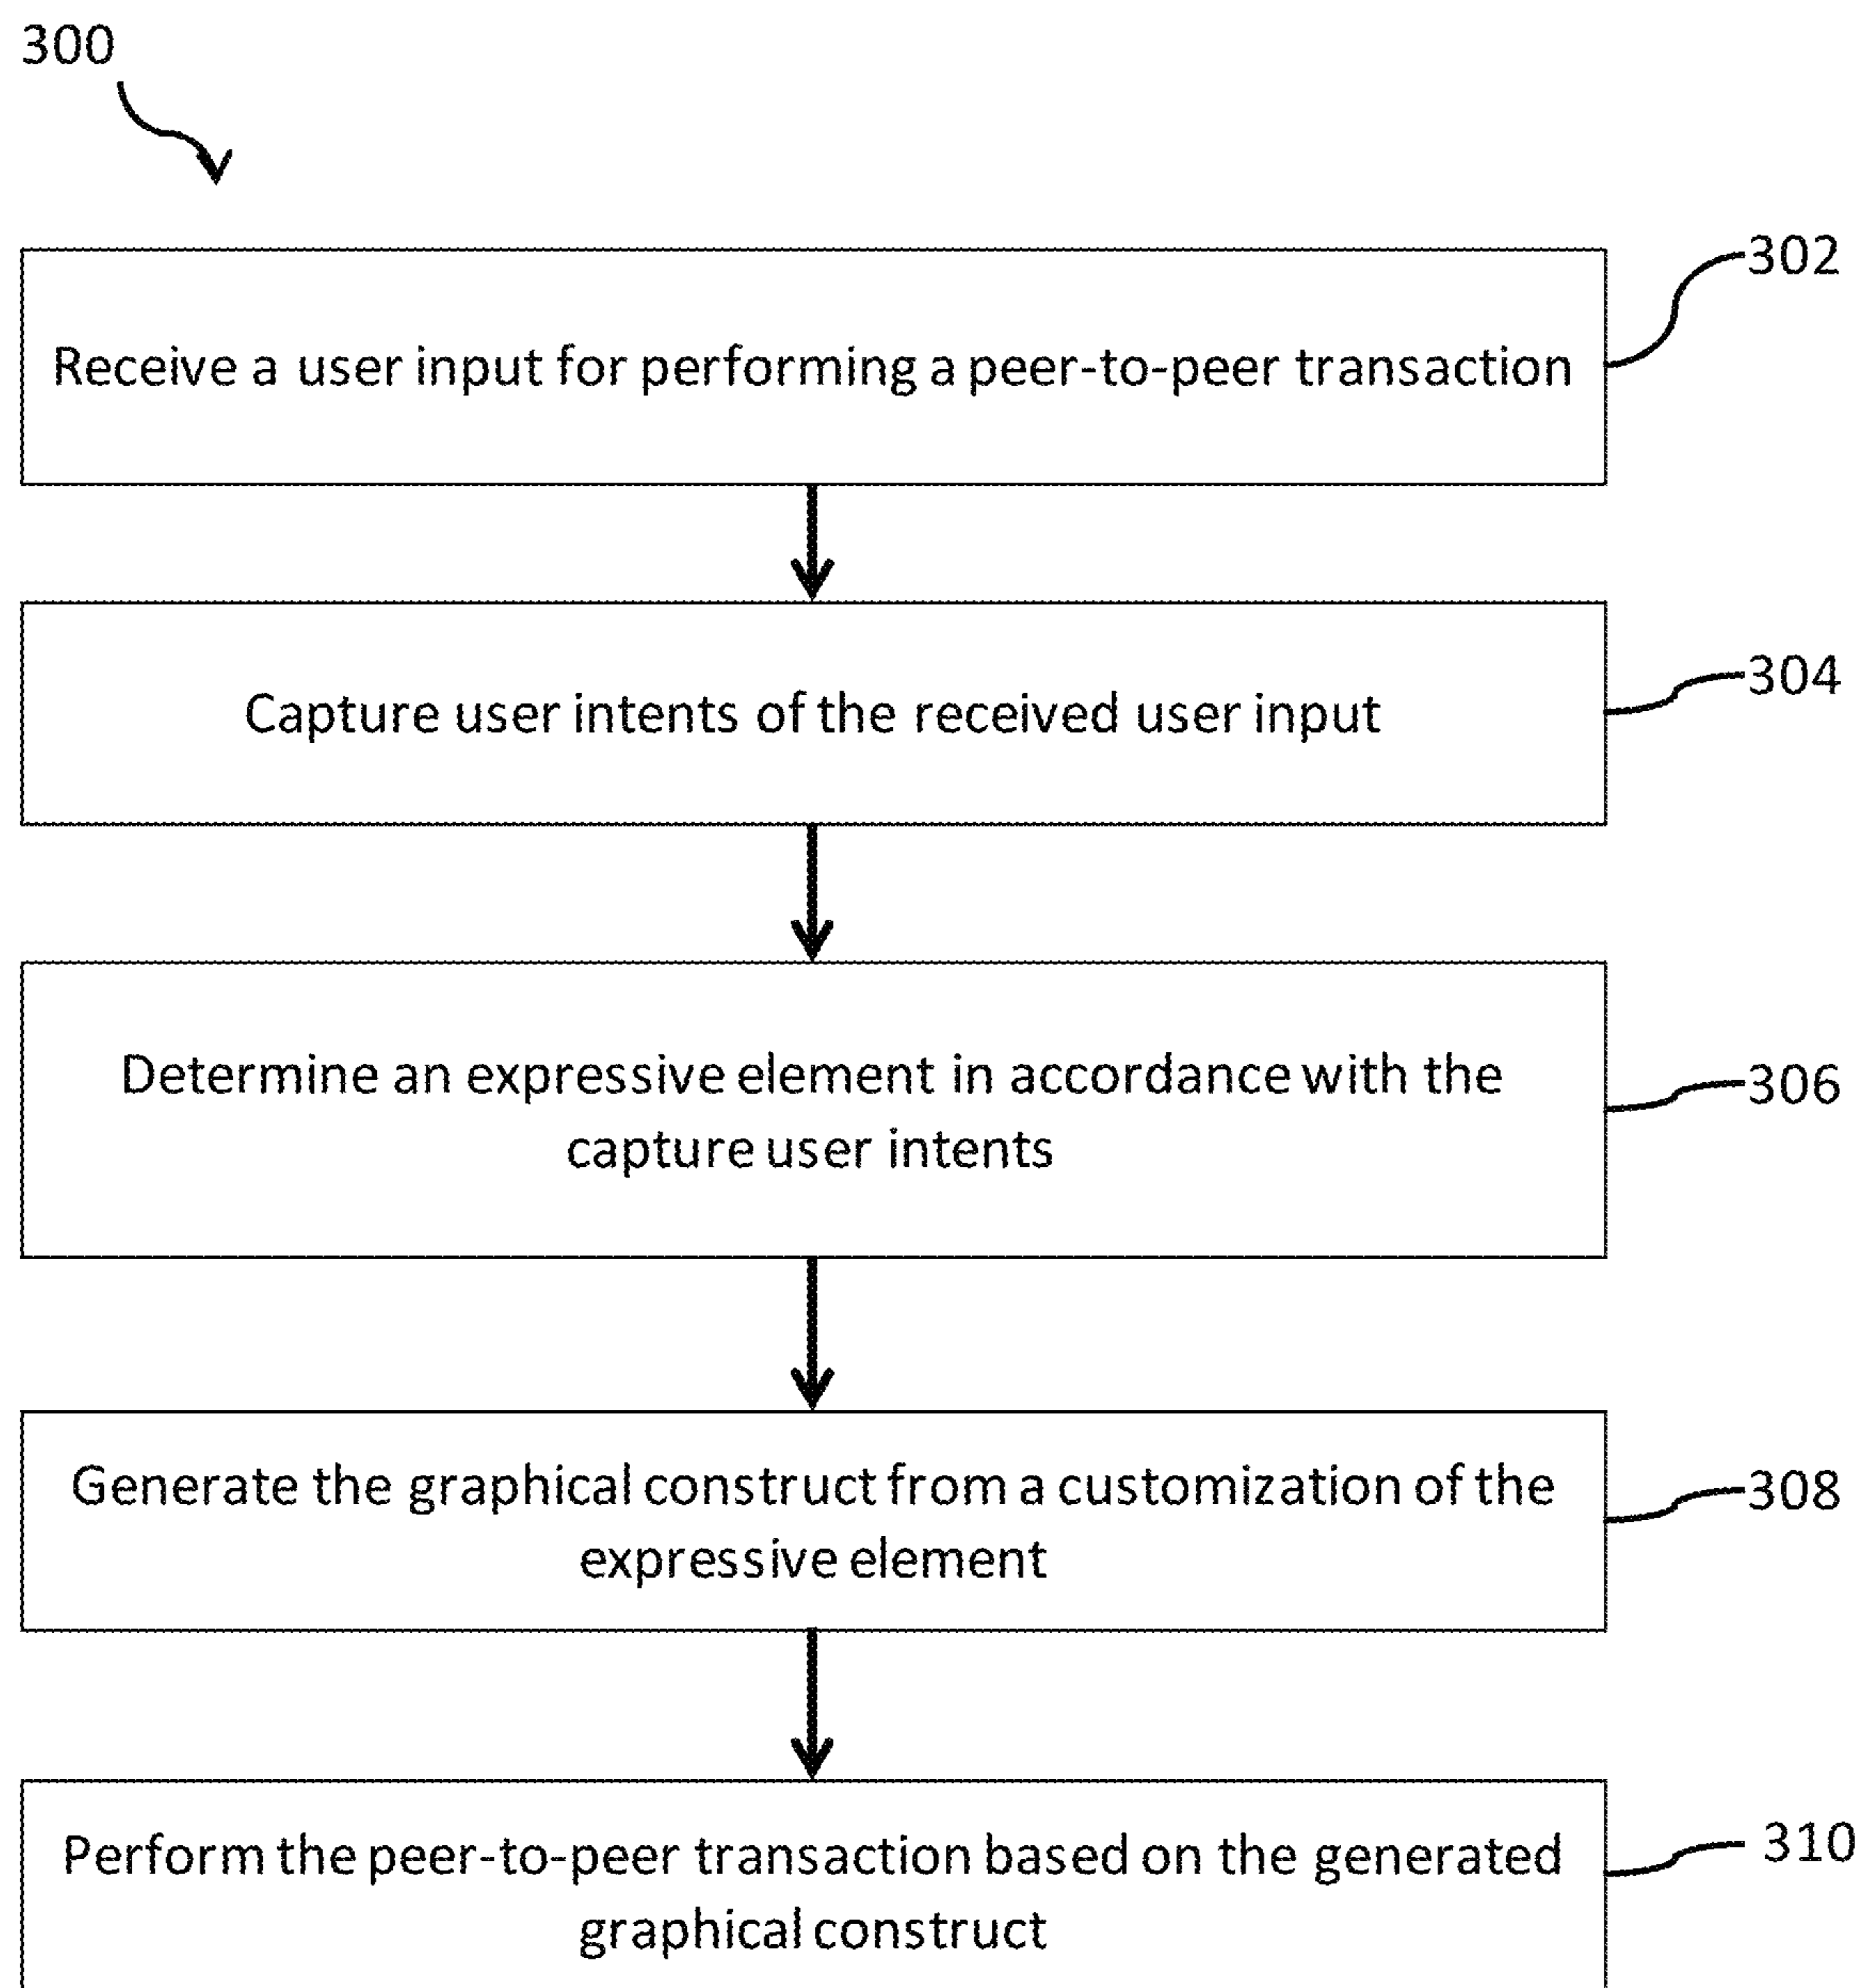 300
302
Receive a user input for performing a peer-to-peer transaction
304
Capture user intents of the received user input
306
Determine an expressive element in accordance with the
capture user intents
308
Generate the graphical construct from a customization of the
expressive element
310
Perform the peer-to-peer transaction based on the generated
graphical construct